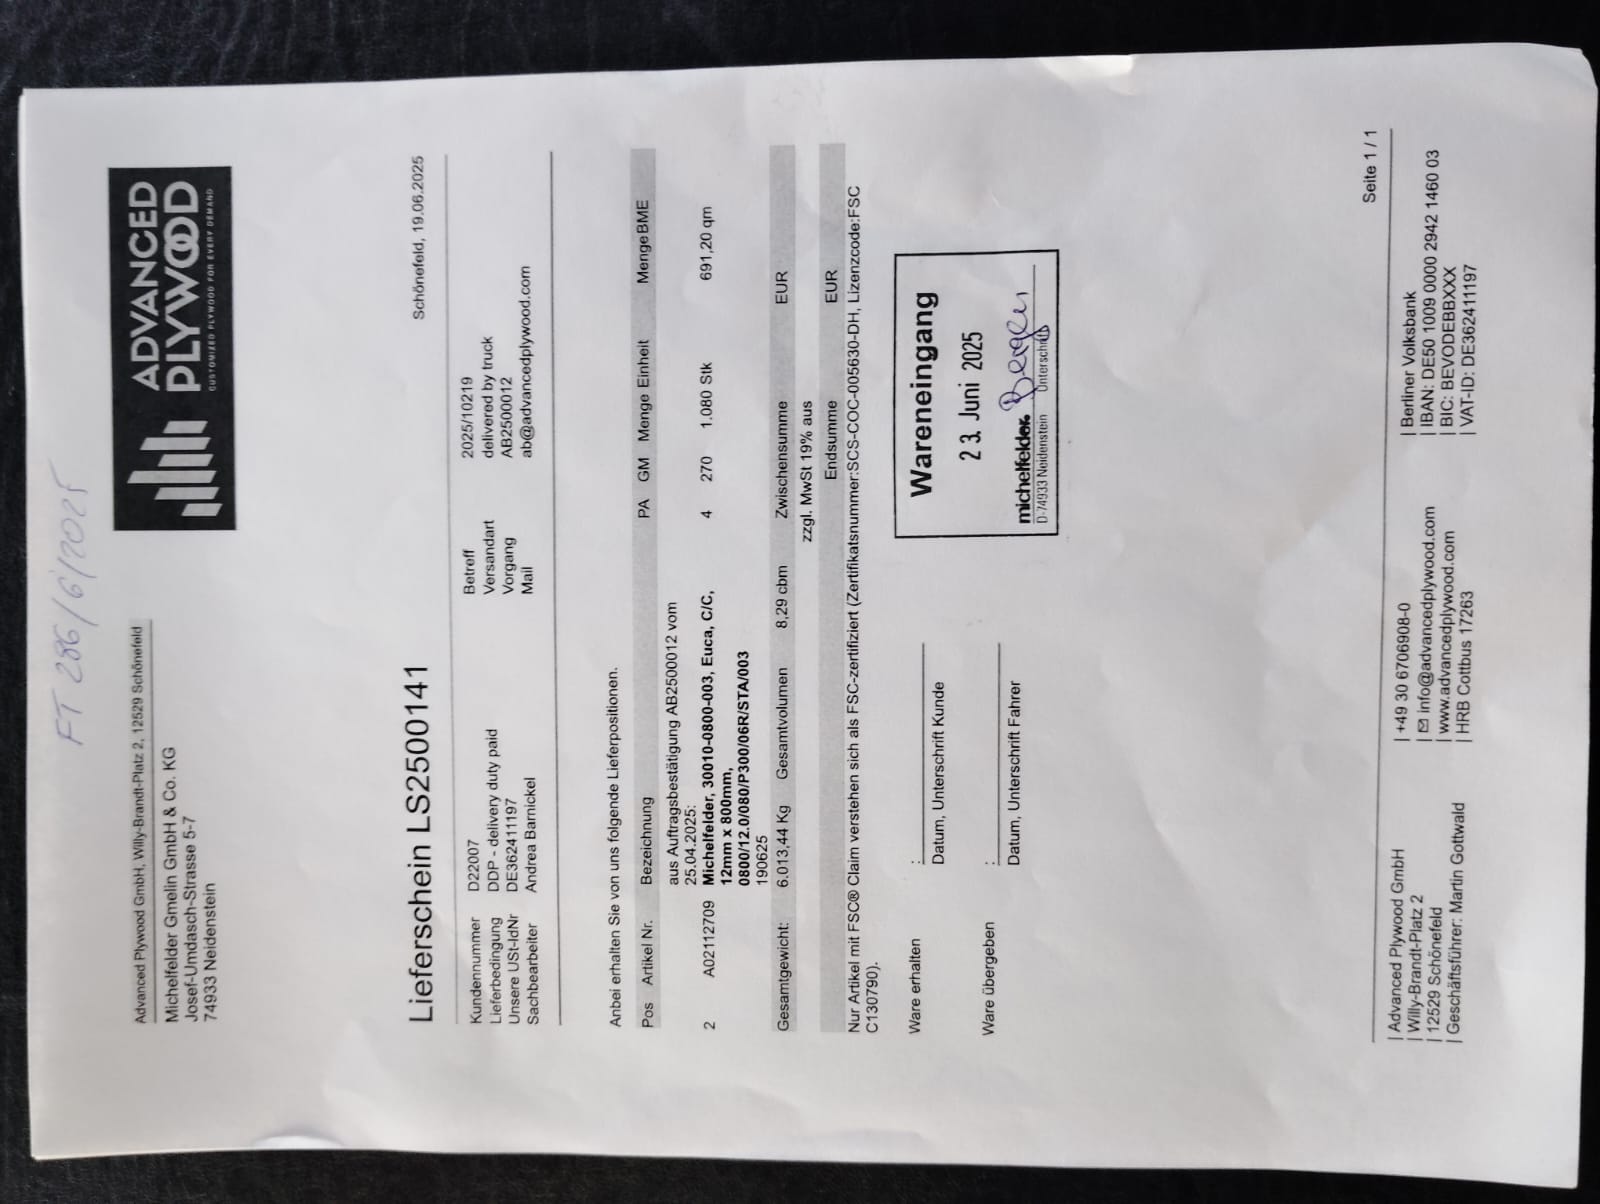 FT 286/6/2025
ADVANCED
PLYWOOD
CUSTOMIZED PLYWOOD FOR EVERY DEMAND
Advanced Plywood GmbH, Willy-Brandt-Platz 2, 12529 Schönefeld
Michelfelder Gmelin GmbH & Co. KG
Josef-Umdasch-Strasse 5-7
74933 Neidenstein
Schönefeld, 19.06.2025
Lieferschein LS2500141
Kundennummer D22007 Betreff 2025/10219
Lieferbedingung DDP - delivery duty paid Versandart delivered by truck
Unsere USt-IdNr DE362411197 Vorgang AB2500012
Sachbearbeiter Andrea Barnickel Mail ab@advancedplywood.com
Anbei erhalten Sie von uns folgende Lieferpositionen.
Pos Artikel Nr. Bezeichnung PA GM Menge Einheit Menge BME
aus Auftragsbestätigung AB2500012 vom
25.04.2025:
2 A02112709 Michelfelder, 30010-0800-003, Euca, C/C, 4 270 1.080 Stk 691,20 qm
12mm x 800mm,
0800/12.0/080/P300/06R/STA/003
190625
Gesamtgewicht: 6.013,44 Kg Gesamtvolumen 8,29 cbm Zwischensumme EUR
zzgl. MwSt 19% aus
Endsumme EUR
Nur Artikel mit FSC® Claim verstehen sich als FSC-zertifiziert (Zertifikatsnummer:SCS-COC-005630-DH, Lizenzcode:FSC
C130790).
Ware erhalten :
Datum, Unterschrift Kunde
Ware übergeben :
Datum, Unterschrift Fahrer
Wareneingang
23. Juni 2025
michelfelder
D-74933 Neidenstein Unterschrift
Seite 1 / 1
| Advanced Plywood GmbH | +49 30 6706908-0 | Berliner Volksbank
| Willy-Brandt-Platz 2 | info@advancedplywood.com | IBAN: DE50 1009 0000 2942 1460 03
| 12529 Schönefeld | www.advancedplywood.com | BIC: BEVODEBBXXX
| Geschäftsführer: Martin Gottwald | HRB Cottbus 17263 | VAT-ID: DE362411197